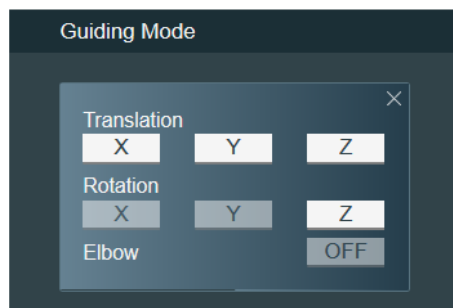 Guiding Mode
Translation
X Y Z
Rotation
X Y Z
Elbow OFF